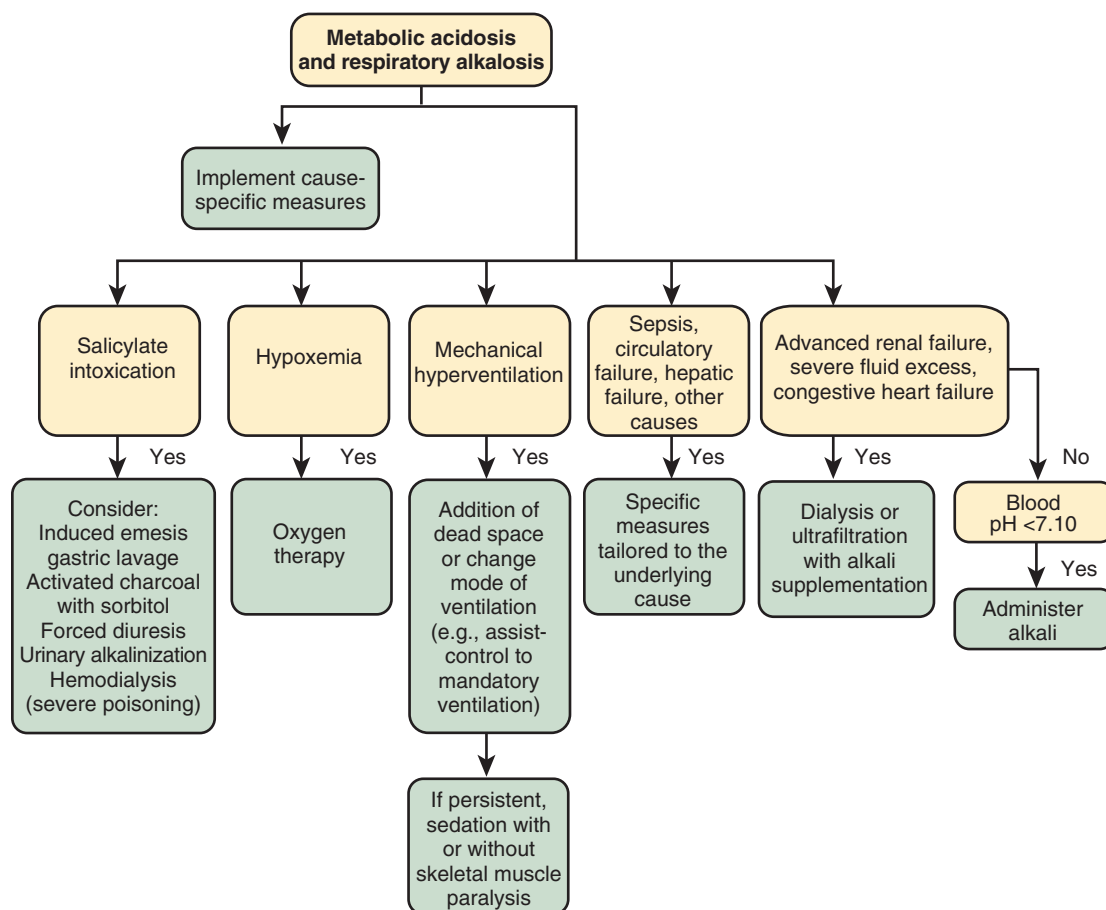 Metabolic acidosis
and respiratory alkalosis
Implement cause-
specific measures
Salicylate
intoxication
Hypoxemia
Mechanical
hyperventilation
Sepsis,
circulatory
failure, hepatic
failure, other
causes
Advanced renal failure,
severe fluid excess,
congestive heart failure
Yes
Yes
Yes
Yes
Yes
No
Consider:
Induced emesis
gastric lavage
Activated charcoal
with sorbitol
Forced diuresis
Urinary alkalinization
Hemodialysis
(severe poisoning)
Oxygen
therapy
Addition of
dead space
or change
mode of
ventilation
(e.g., assist-
control to
mandatory
ventilation)
Specific
measures
tailored to the
underlying
cause
Dialysis or
ultrafiltration
with alkali
supplementation
Blood
pH <7.10
Yes
Administer
alkali
If persistent,
sedation with
or without
skeletal muscle
paralysis